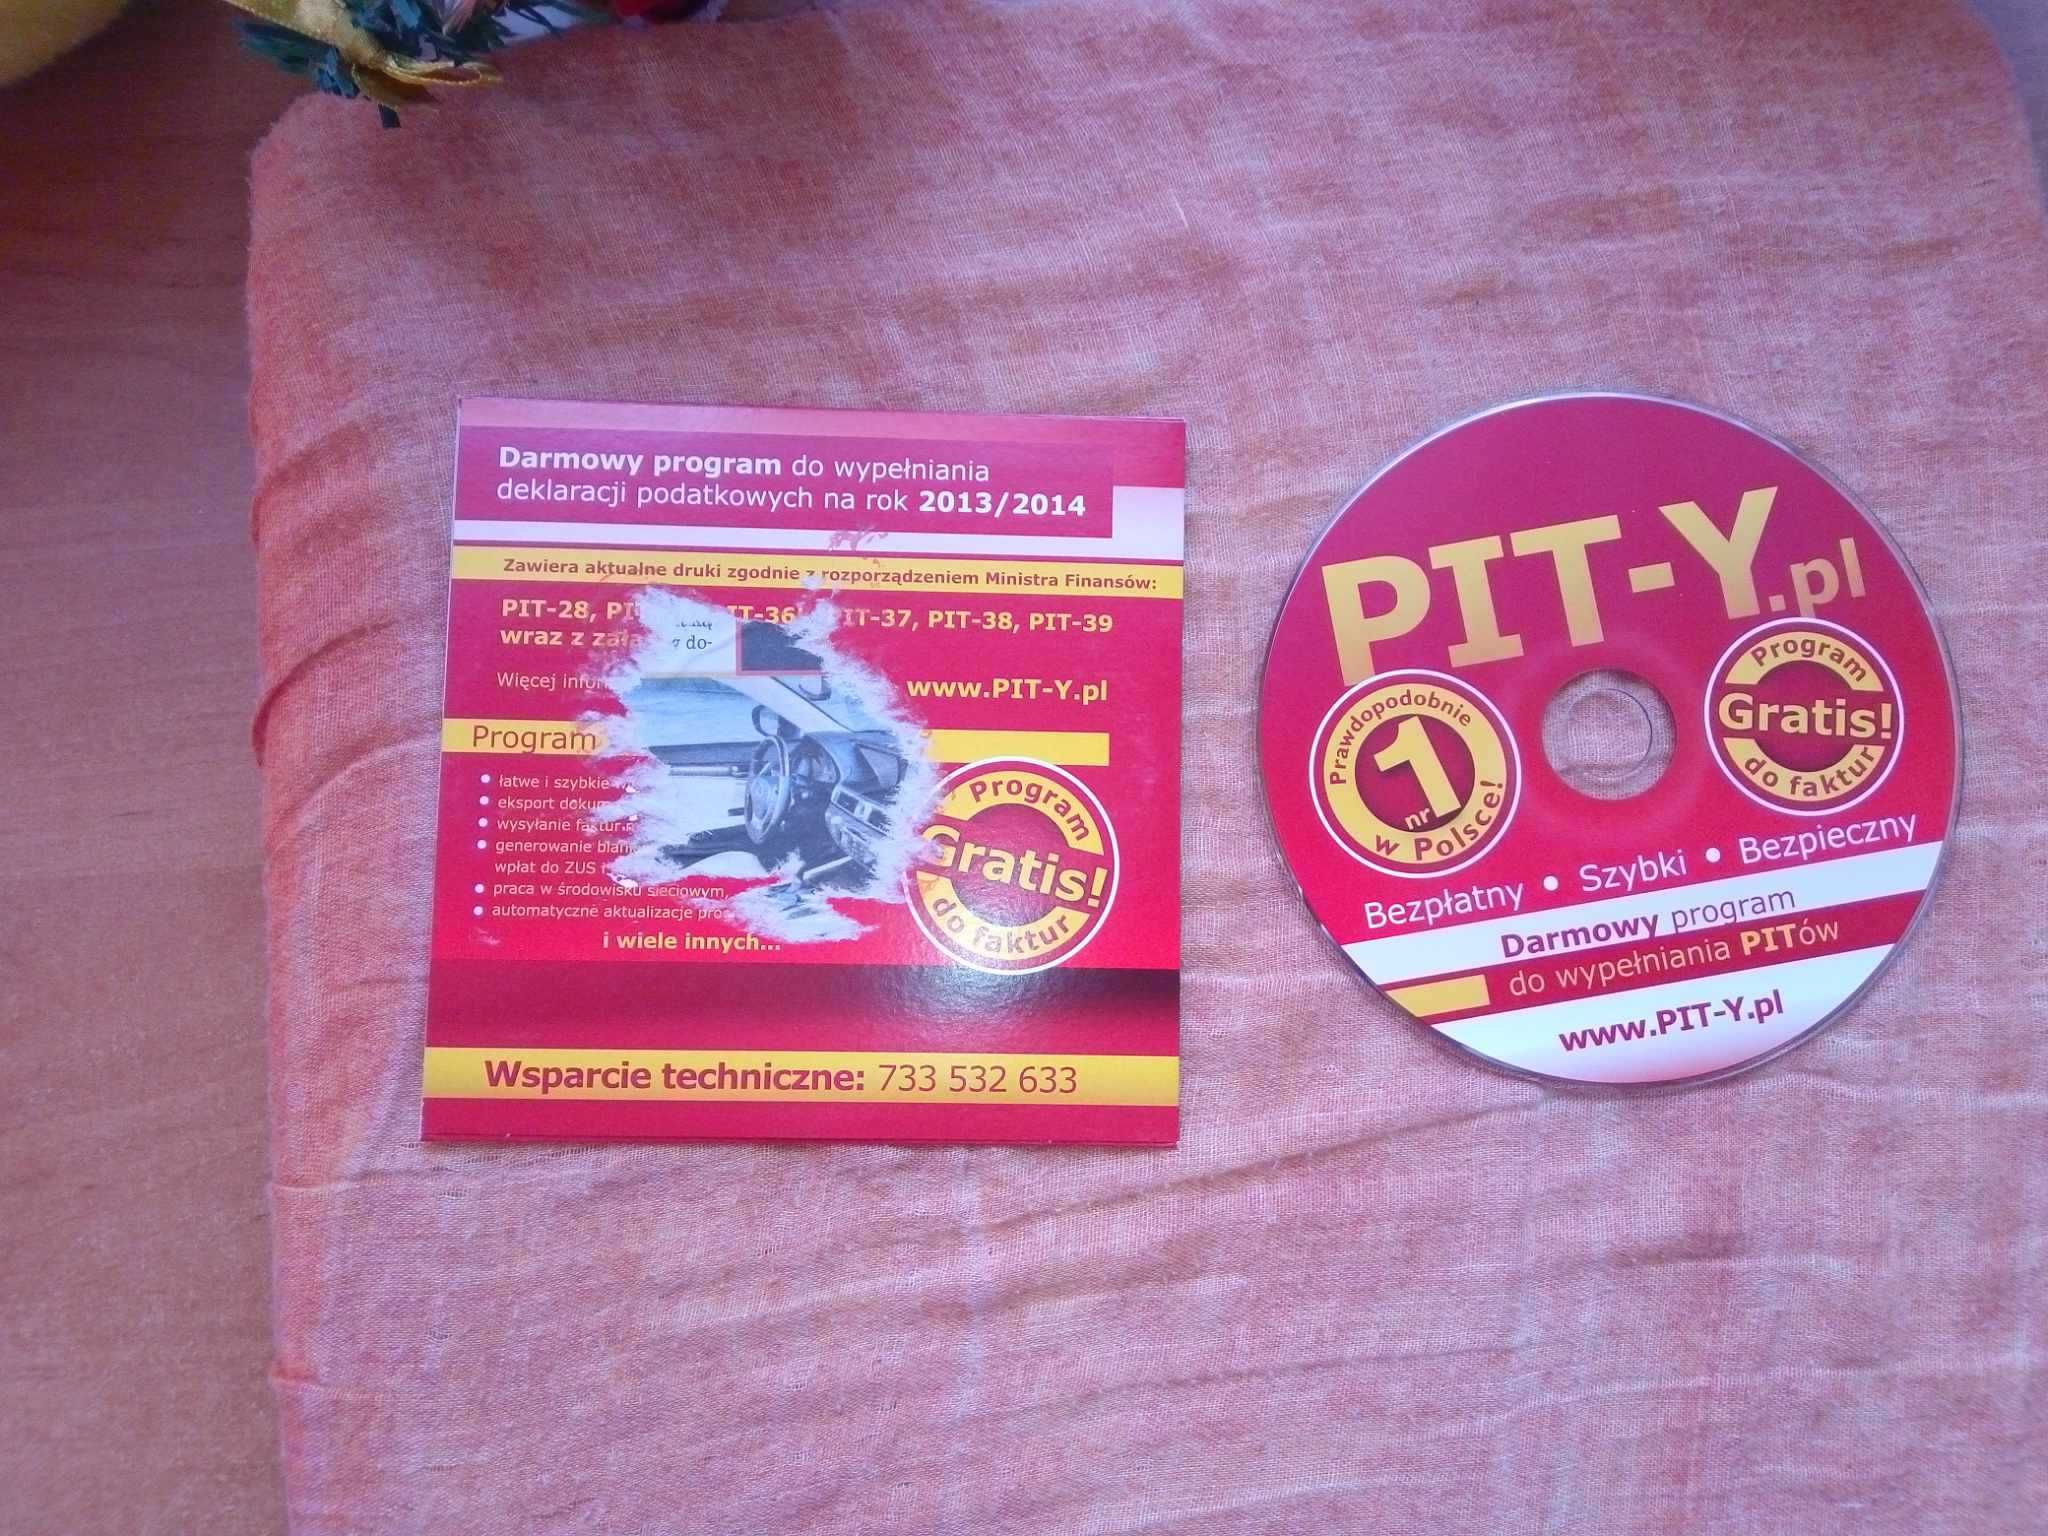 Darmowy program do wypełniania
deklaracji podatkowych na rok 2013/2014
Zawiera aktualne druki zgodnie z rozporządzeniem Ministra Finansów:
PIT-28, PIT-37, PIT-38, PIT-39
wraz z
do-
Więcej
www.PIT-Y.pl
Program
łatwe i szybkie
eksport
wysyłanie faktur
generowanie
wpłat do ZUS i
praca w środowisku sieciowym,
automatyczne aktualizacje
i wiele innych...
Program
Gratis!
do faktur
Wsparcie techniczne: 733 532 633
PIT-Y.pl
Prawdopodobnie
nr 1
w Polsce!
Program
Gratis!
do faktur
Bezpłatny • Szybki • Bezpieczny
Darmowy program
do wypełniania PITów
www.PIT-Y.pl